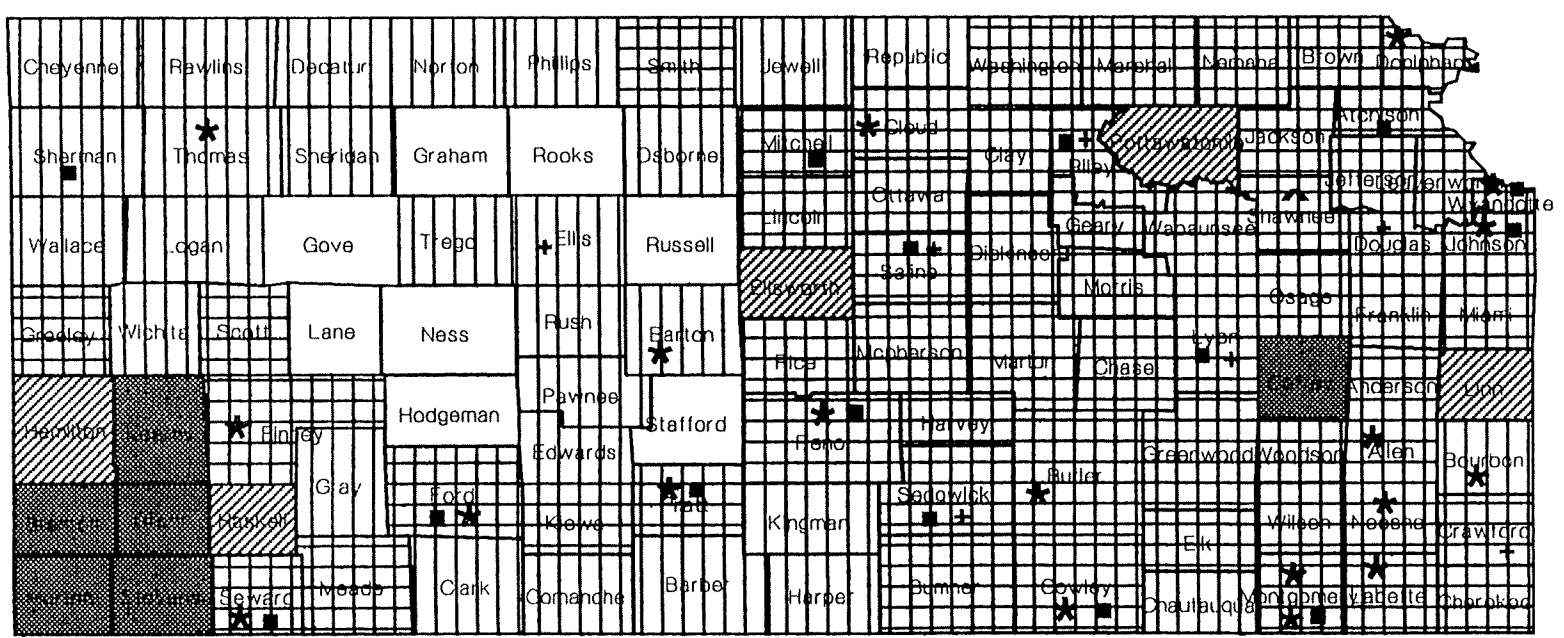 Cheyenne Rawlins Decatur Norton Phillips Smith Jewell Republic Washington Marshall Nemaha Brown Doniphan
Sherman Thomas Sheridan Graham Rooks Osborne Mitchell Cloud Clay Riley Pottawatomie Jackson Atchison
Jefferson
Wallace Logan Gove Trego Ellis Russell Lincoln Ottawa Geary Wabaunsee Shawnee Douglas Johnson Wyandotte
Saline Dickinson
Greeley Wichita Scott Lane Ness Rush Barton Ellsworth Morris Osage Franklin Miami
Rice McPherson Marion Chase Lyon Coffey Anderson Linn
Hamilton Kearny Finney Hodgeman Pawnee Stafford Reno Harvey
Edwards Greenwood Woodson Allen Bourbon
Gray Ford Pratt Sedgwick Butler
Haskell Kiowa Kingman Elk Wilson Neosho Crawford
Seward Meade Clark Comanche Barber Harper Sumner Cowley Chautauqua Montgomery Labette Cherokee